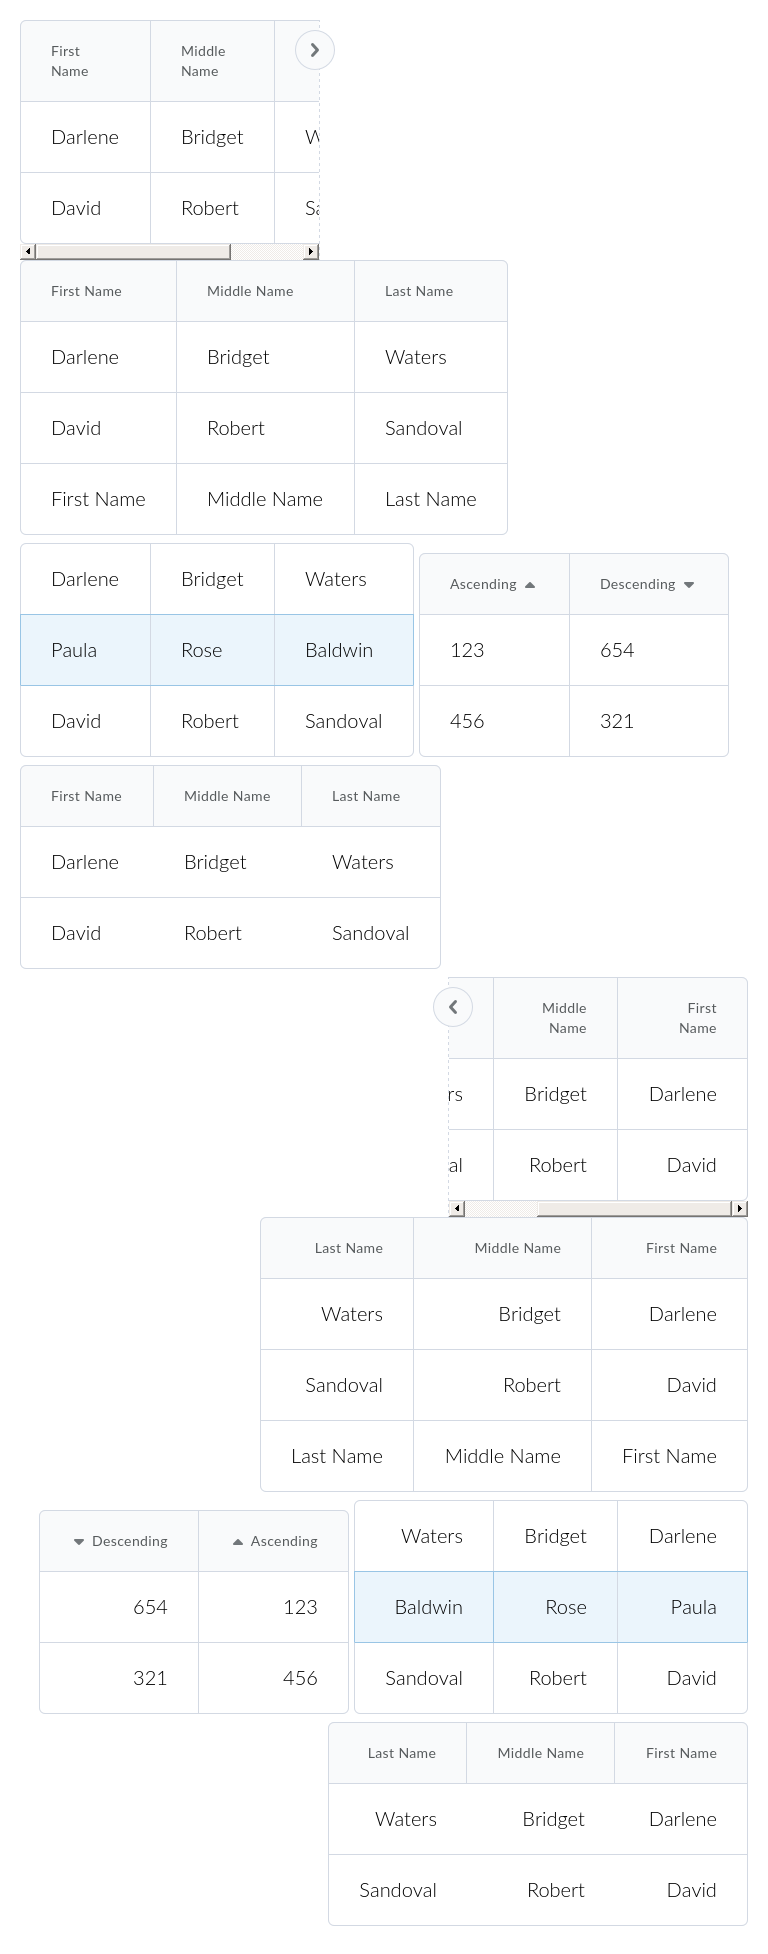 First Middle
Name Name
Darlene Bridget
David Robert
First Name Middle Name Last Name
Darlene Bridget Waters
David Robert Sandoval
First Name Middle Name Last Name
Darlene Bridget Waters
Paula Rose Baldwin
David Robert Sandoval
Ascending Descending
123 654
456 321
First Name Middle Name Last Name
Darlene Bridget Waters
David Robert Sandoval
Middle First
Name Name
rs Bridget Darlene
al Robert David
Last Name Middle Name First Name
Waters Bridget Darlene
Sandoval Robert David
Last Name Middle Name First Name
Descending Ascending
654 123
321 456
Waters Bridget Darlene
Baldwin Rose Paula
Sandoval Robert David
Last Name Middle Name First Name
Waters Bridget Darlene
Sandoval Robert David